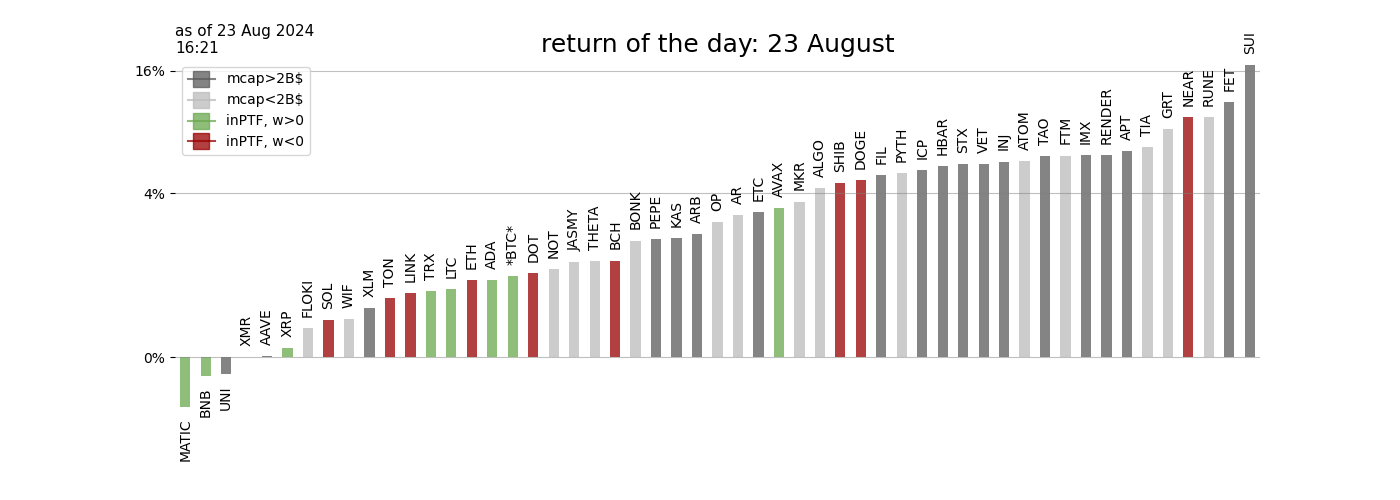 as of 23 Aug 2024
16:21
return of the day: 23 August
16%
4%
0%
mcap>2B$
mcap<2B$
inPTF, w>0
inPTF, w<0
MATIC
BNB
UNI
XMR
AAVE
XRP
FLOKI
SOL
WIF
XLM
TON
LINK
TRX
LTC
ETH
ADA
*BTC*
DOT
NOT
JASMY
THETA
BCH
BONK
PEPE
KAS
ARB
OP
AR
ETC
AVAX
MKR
ALGO
SHIB
DOGE
FIL
PYTH
ICP
HBAR
STX
VET
INJ
ATOM
TAO
FTM
IMX
RENDER
APT
TIA
GRT
NEAR
RUNE
FET
SUI